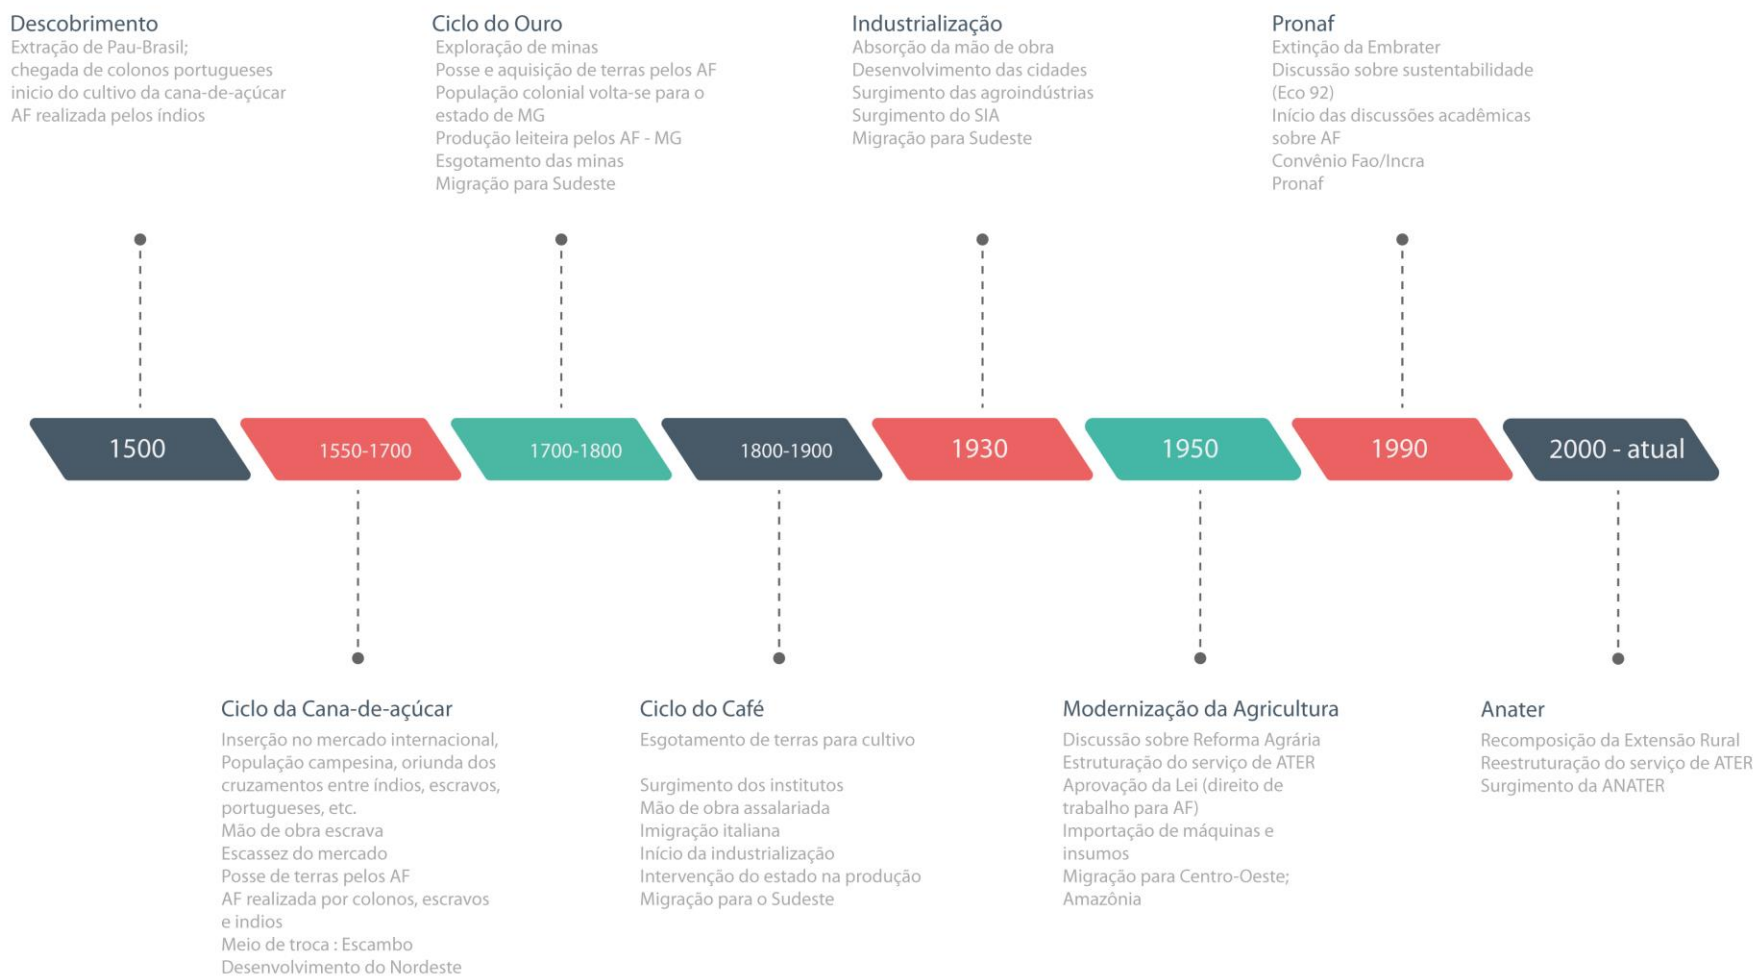 Descobrimento
Extração de Pau-Brasil;
chegada de colonos portugueses
inicio do cultivo da cana-de-açúcar
AF realizada pelos índios
Ciclo do Ouro
Exploração de minas
Posse e aquisição de terras pelos AF
População colonial volta-se para o
estado de MG
Produção leiteira pelos AF - MG
Esgotamento das minas
Migração para Sudeste
Industrialização
Absorção da mão de obra
Desenvolvimento das cidades
Surgimento das agroindústrias
Surgimento do SIA
Migração para Sudeste
Pronaf
Extinção da Embrater
Discussão sobre sustentabilidade
(Eco 92)
Início das discussões acadêmicas
sobre AF
Convênio Fao/Incra
Pronaf
1500
1550-1700
1700-1800
1800-1900
1930
1950
1990
2000 - atual
Ciclo da Cana-de-açúcar
Inserção no mercado internacional,
População campesina, oriunda dos
cruzamentos entre índios, escravos,
portugueses, etc.
Mão de obra escrava
Escassez do mercado
Posse de terras pelos AF
AF realizada por colonos, escravos
e indios
Meio de troca : Escambo
Desenvolvimento do Nordeste
Ciclo do Café
Esgotamento de terras para cultivo
Surgimento dos institutos
Mão de obra assalariada
Imigração italiana
Início da industrialização
Intervenção do estado na produção
Migração para o Sudeste
Modernização da Agricultura
Discussão sobre Reforma Agrária
Estruturação do serviço de ATER
Aprovação da Lei (direito de
trabalho para AF)
Importação de máquinas e
insumos
Migração para Centro-Oeste;
Amazônia
Anater
Recomposição da Extensão Rural
Reestruturação do serviço de ATER
Surgimento da ANATER